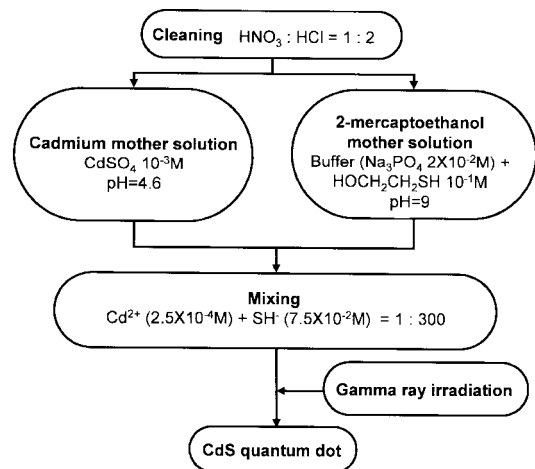 Cleaning HNO₃ : HCl = 1 : 2
Cadmium mother solution
CdSO₄ 10⁻³M
pH=4.6
2-mercaptoethanol
mother solution
Buffer (Na₃PO₄ 2X10⁻²M) +
HOCH₂CH₂SH 10⁻¹M
pH=9
Mixing
Cd²⁺ (2.5X10⁻⁴M) + SH⁻ (7.5X10⁻²M) = 1 : 300
Gamma ray irradiation
CdS quantum dot